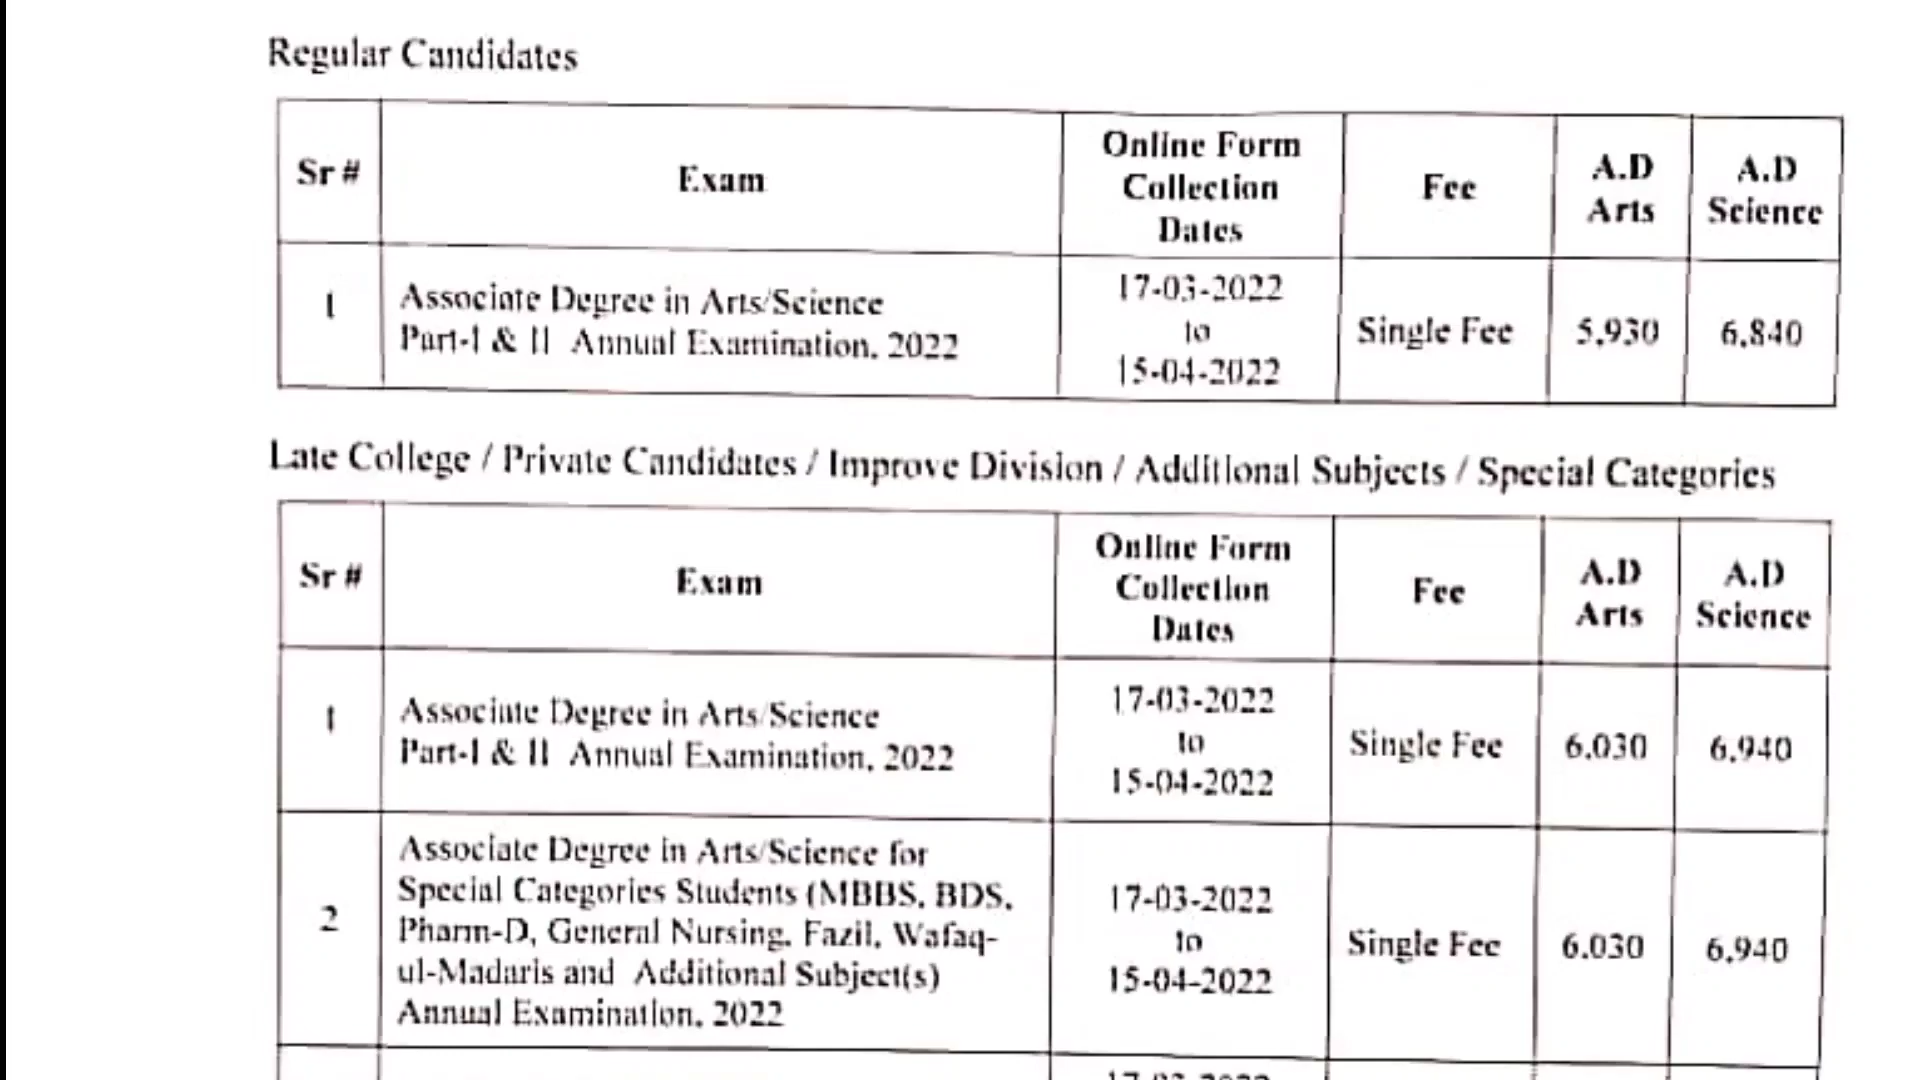 Regular Candidates
Sr # Exam Online Form Collection Dates Fee A.D Arts A.D Science
1 Associate Degree in Arts/Science
Part-I & II Annual Examination, 2022
17-03-2022
to
15-04-2022
Single Fee 5,930 6,840
Late College / Private Candidates / Improve Division / Additional Subjects / Special Categories
Sr # Exam Online Form Collection Dates Fee A.D Arts A.D Science
1 Associate Degree in Arts/Science
Part-I & II Annual Examination, 2022
17-03-2022
to
15-04-2022
Single Fee 6,030 6,940
2 Associate Degree in Arts/Science for
Special Categories Students (MBBS, BDS,
Pharm-D, General Nursing, Fazil, Wafaq-
ul-Madaris and Additional Subject(s)
Annual Examination, 2022
17-03-2022
to
15-04-2022
Single Fee 6,030 6,940